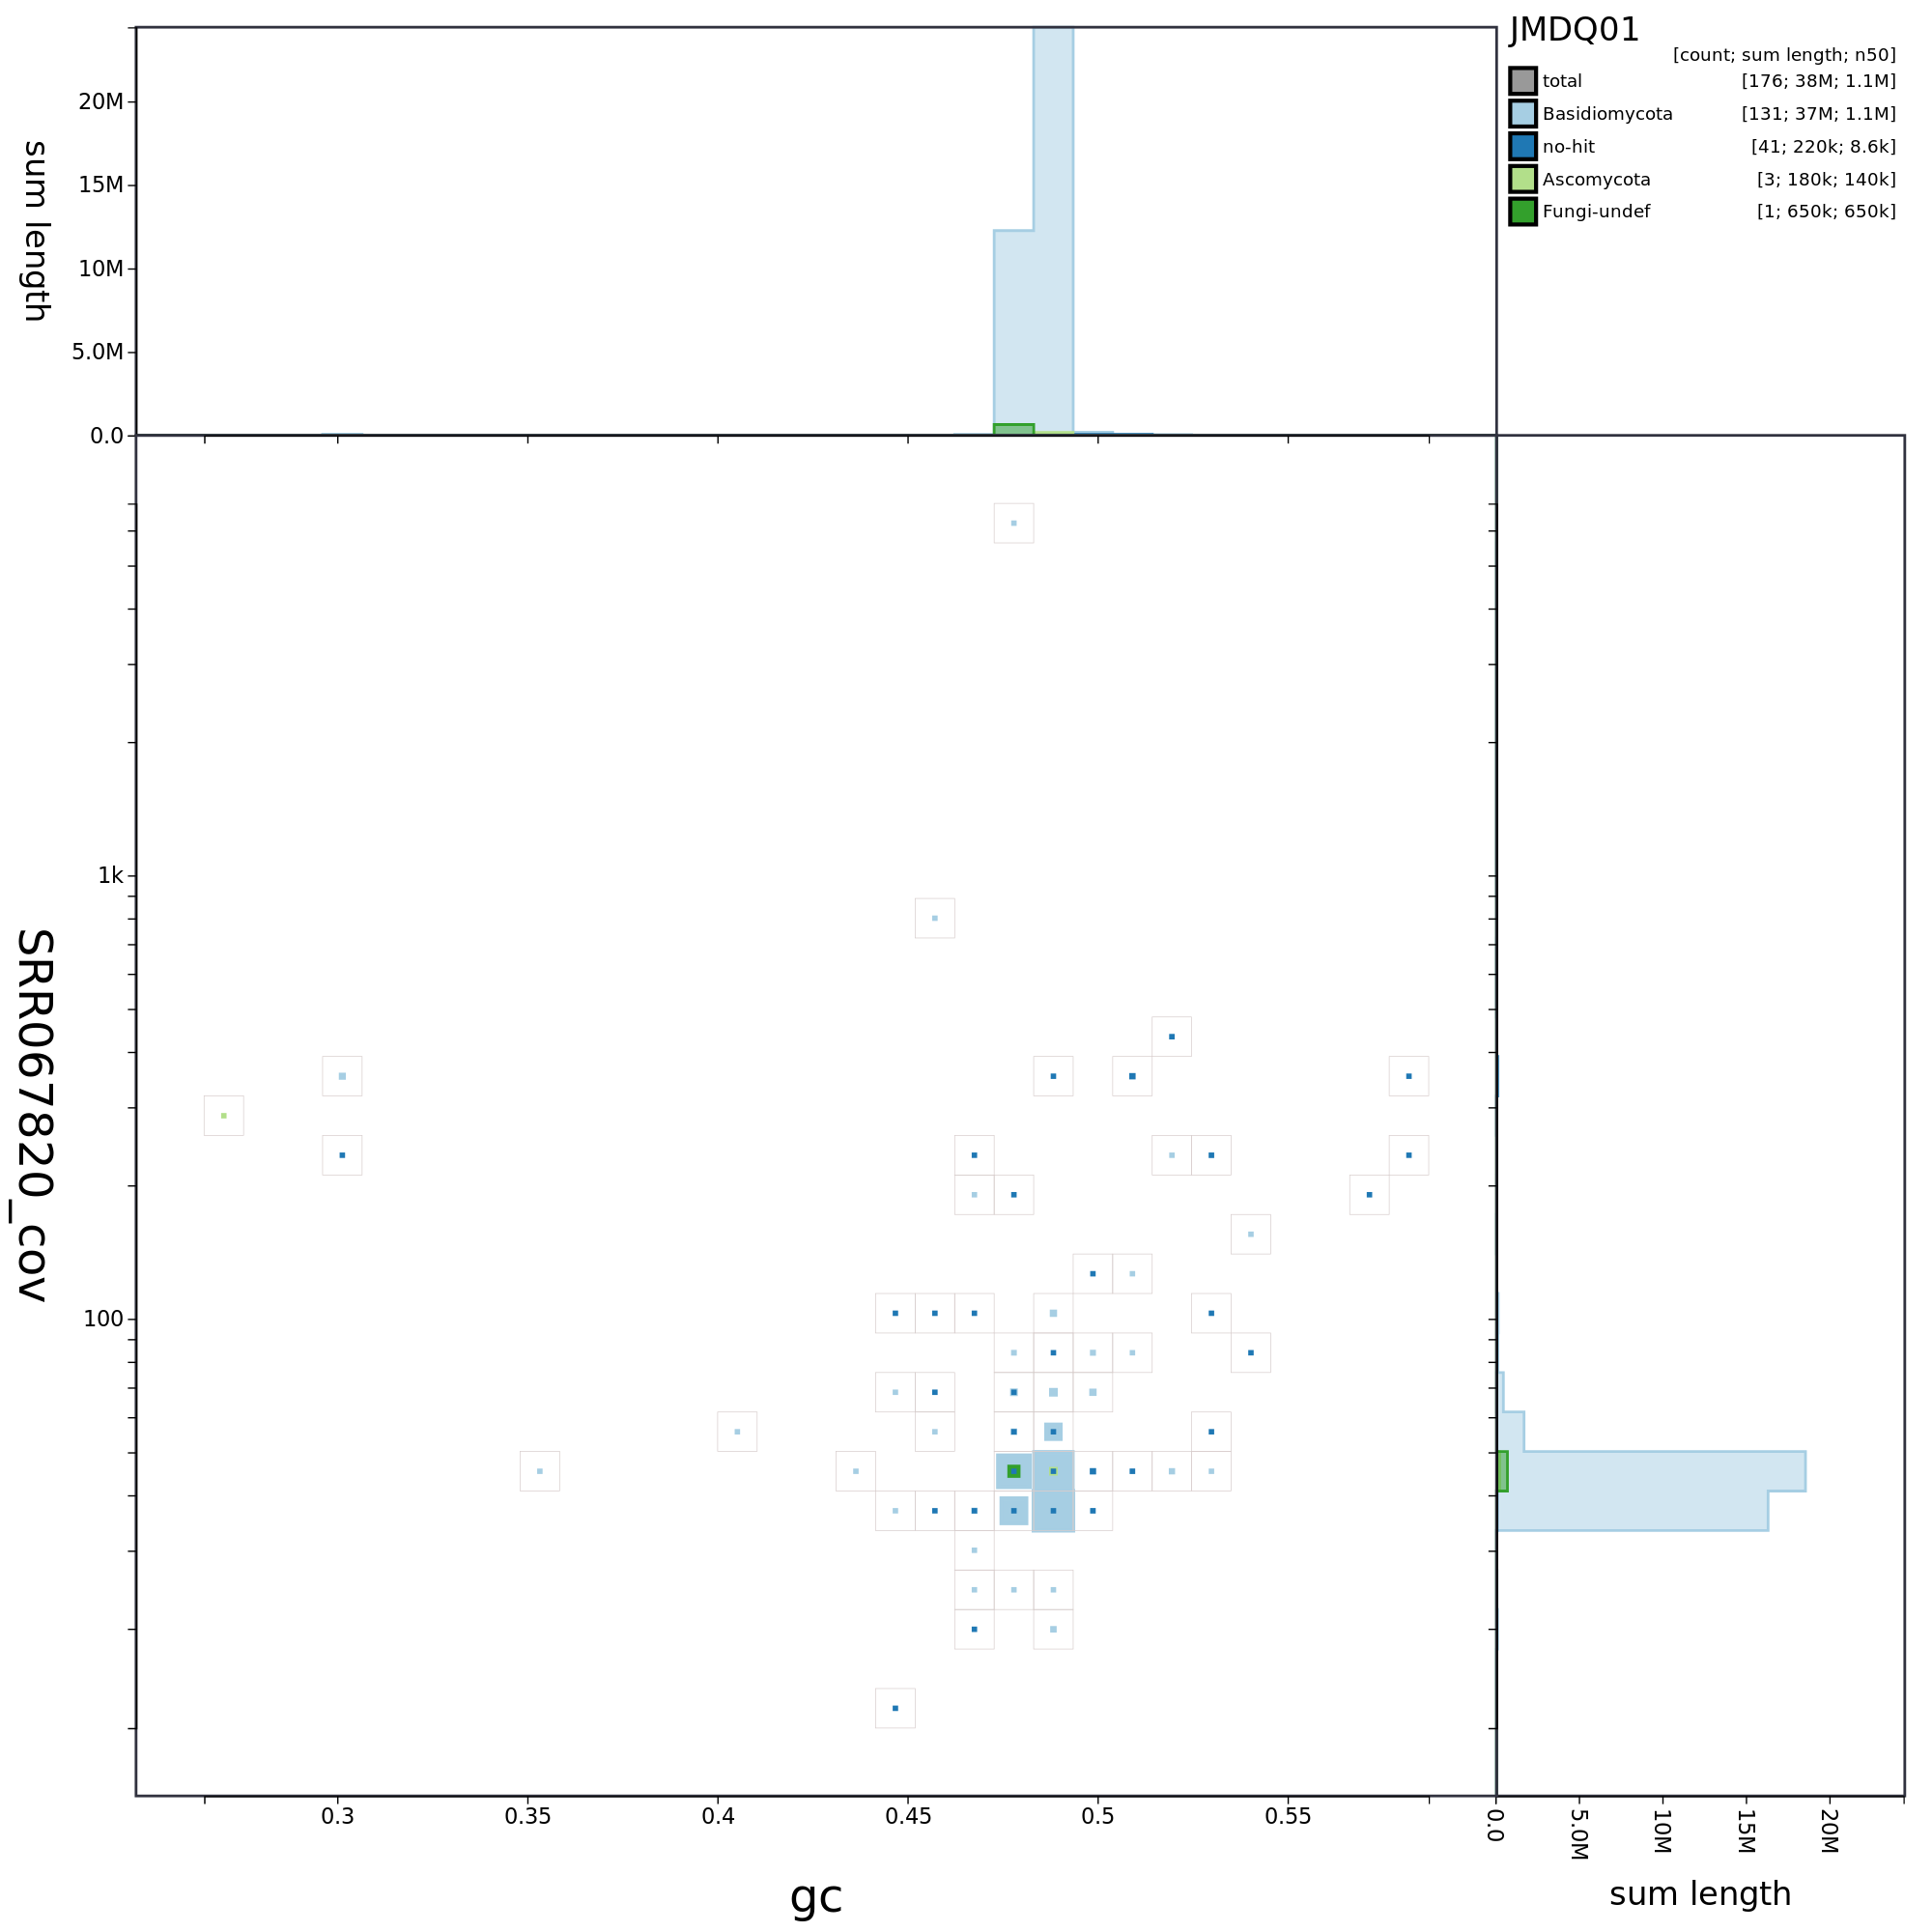 JMDQ01
[count; sum length; n50]
total [176; 38M; 1.1M]
Basidiomycota [131; 37M; 1.1M]
no-hit [41; 220k; 8.6k]
Ascomycota [3; 180k; 140k]
Fungi-undef [1; 650k; 650k]
sum length
20M
15M
10M
5.0M
0.0
SRR067820_cov
1k
100
0.3 0.35 0.4 0.45 0.5 0.55
gc
0.0 5.0M 10M 15M 20M
sum length